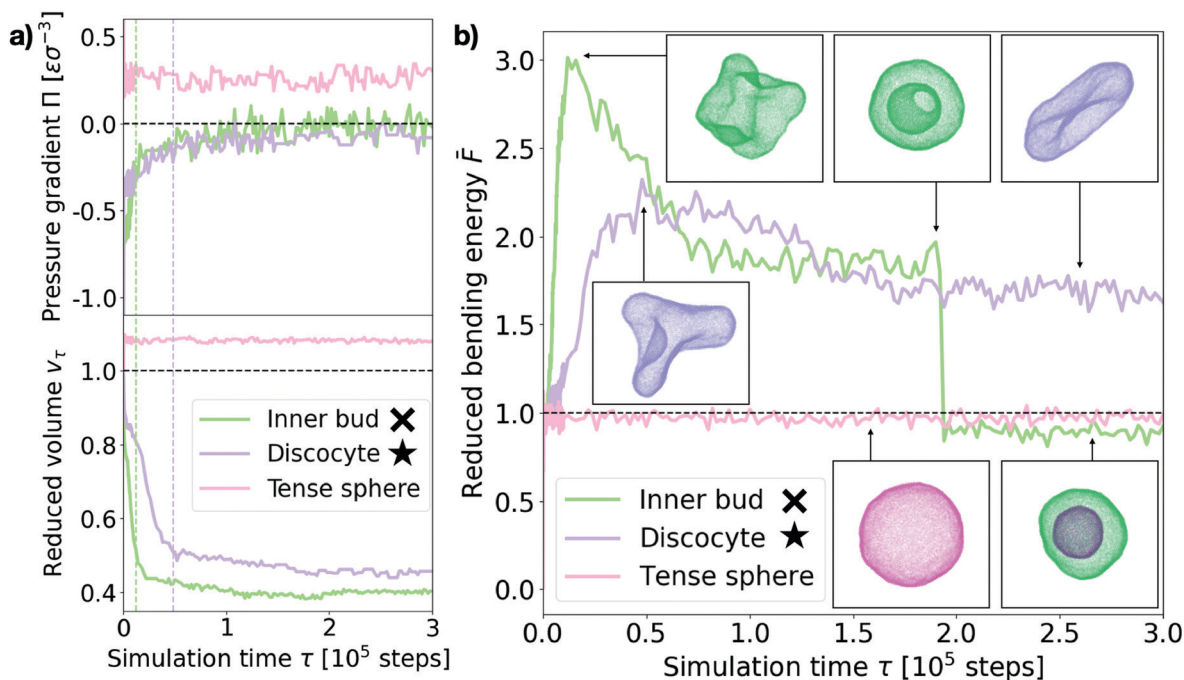 a)
Pressure gradient Π [εσ⁻³]
0.5
0.0
-0.5
-1.0
Reduced volume vτ
1.0
0.8
0.6
0.4
Inner bud
Discocyte
Tense sphere
0 1 2 3
Simulation time τ [10⁵ steps]
b)
Reduced bending energy F̄
3.0
2.5
2.0
1.5
1.0
0.5
0.0
Inner bud
Discocyte
Tense sphere
0.0 0.5 1.0 1.5 2.0 2.5 3.0
Simulation time τ [10⁵ steps]